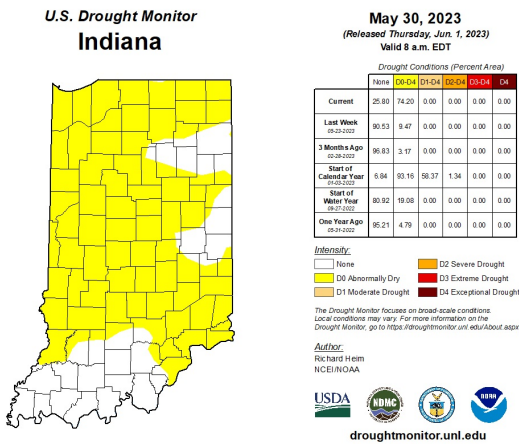 U.S. Drought Monitor
Indiana
May 30, 2023
(Released Thursday, Jun. 1, 2023)
Valid 8 a.m. EDT
Drought Conditions (Percent Area)
None D0-D4 D1-D4 D2-D4 D3-D4 D4
Current 25.80 74.20 0.00 0.00 0.00 0.00
Last Week 05-23-2023 90.53 9.47 0.00 0.00 0.00 0.00
3 Months Ago 02-28-2023 96.83 3.17 0.00 0.00 0.00 0.00
Start of Calendar Year 01-03-2023 6.84 93.16 58.37 1.34 0.00 0.00
Start of Water Year 09-27-2022 80.92 19.08 0.00 0.00 0.00 0.00
One Year Ago 05-31-2022 95.21 4.79 0.00 0.00 0.00 0.00
Intensity:
None
D0 Abnormally Dry
D1 Moderate Drought
D2 Severe Drought
D3 Extreme Drought
D4 Exceptional Drought
The Drought Monitor focuses on broad-scale conditions.
Local conditions may vary. For more information on the
Drought Monitor, go to https://droughtmonitor.unl.edu/About.aspx
Author:
Richard Heim
NCEI/NOAA
USDA
NDMC
NOAA
droughtmonitor.unl.edu